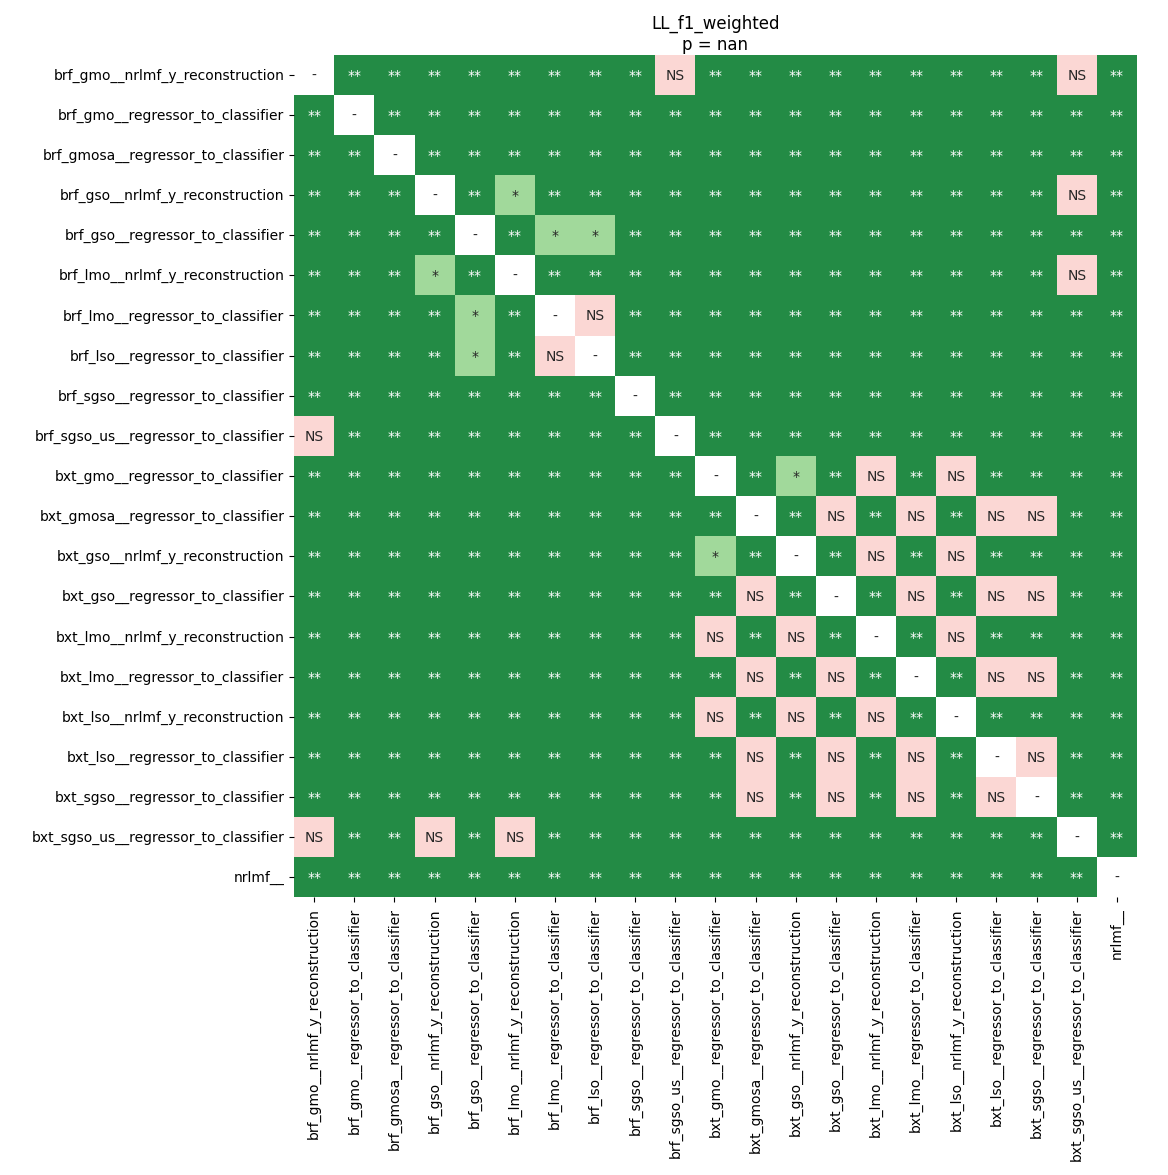 LL_f1_weighted
p = nan
brf_gmo__nrlmf_y_reconstruction - ** ** ** ** ** ** ** ** NS ** ** ** ** ** ** ** ** ** NS **
brf_gmo__regressor_to_classifier ** - ** ** ** ** ** ** ** ** ** ** ** ** ** ** ** ** ** ** **
brf_gmosa__regressor_to_classifier ** ** - ** ** ** ** ** ** ** ** ** ** ** ** ** ** ** ** ** **
brf_gso__nrlmf_y_reconstruction ** ** ** - ** * ** ** ** ** ** ** ** ** ** ** ** ** ** NS **
brf_gso__regressor_to_classifier ** ** ** ** - ** * * ** ** ** ** ** ** ** ** ** ** ** ** **
brf_lmo__nrlmf_y_reconstruction ** ** ** * ** - ** ** ** ** ** ** ** ** ** ** ** ** ** NS **
brf_lmo__regressor_to_classifier ** ** ** ** * ** - NS ** ** ** ** ** ** ** ** ** ** ** ** **
brf_lso__regressor_to_classifier ** ** ** ** * ** NS - ** ** ** ** ** ** ** ** ** ** ** ** **
brf_sgso__regressor_to_classifier ** ** ** ** ** ** ** ** - ** ** ** ** ** ** ** ** ** ** ** **
brf_sgso_us__regressor_to_classifier NS ** ** ** ** ** ** ** ** - ** ** ** ** ** ** ** ** ** ** **
bxt_gmo__regressor_to_classifier ** ** ** ** ** ** ** ** ** ** - ** * ** NS ** NS ** ** ** **
bxt_gmosa__regressor_to_classifier ** ** ** ** ** ** ** ** ** ** ** - ** NS ** NS ** NS NS ** **
bxt_gso__nrlmf_y_reconstruction ** ** ** ** ** ** ** ** ** ** * ** - ** NS ** NS ** ** ** **
bxt_gso__regressor_to_classifier ** ** ** ** ** ** ** ** ** ** ** NS ** - ** NS ** NS NS ** **
bxt_lmo__nrlmf_y_reconstruction ** ** ** ** ** ** ** ** ** ** NS ** NS ** - ** NS ** ** ** **
bxt_lmo__regressor_to_classifier ** ** ** ** ** ** ** ** ** ** ** NS ** NS ** - ** NS NS ** **
bxt_lso__nrlmf_y_reconstruction ** ** ** ** ** ** ** ** ** ** NS ** NS ** NS ** - ** ** ** **
bxt_lso__regressor_to_classifier ** ** ** ** ** ** ** ** ** ** ** NS ** NS ** NS ** - NS ** **
bxt_sgso__regressor_to_classifier ** ** ** ** ** ** ** ** ** ** ** NS ** NS ** NS ** NS - ** **
bxt_sgso_us__regressor_to_classifier NS ** ** NS ** NS ** ** ** ** ** ** ** ** ** ** ** ** ** - **
nrlmf__ ** ** ** ** ** ** ** ** ** ** ** ** ** ** ** ** ** ** ** ** -
brf_gmo__nrlmf_y_reconstruction
brf_gmo__regressor_to_classifier
brf_gmosa__regressor_to_classifier
brf_gso__nrlmf_y_reconstruction
brf_gso__regressor_to_classifier
brf_lmo__nrlmf_y_reconstruction
brf_lmo__regressor_to_classifier
brf_lso__regressor_to_classifier
brf_sgso__regressor_to_classifier
brf_sgso_us__regressor_to_classifier
bxt_gmo__regressor_to_classifier
bxt_gmosa__regressor_to_classifier
bxt_gso__nrlmf_y_reconstruction
bxt_gso__regressor_to_classifier
bxt_lmo__nrlmf_y_reconstruction
bxt_lmo__regressor_to_classifier
bxt_lso__nrlmf_y_reconstruction
bxt_lso__regressor_to_classifier
bxt_sgso__regressor_to_classifier
bxt_sgso_us__regressor_to_classifier
nrlmf__